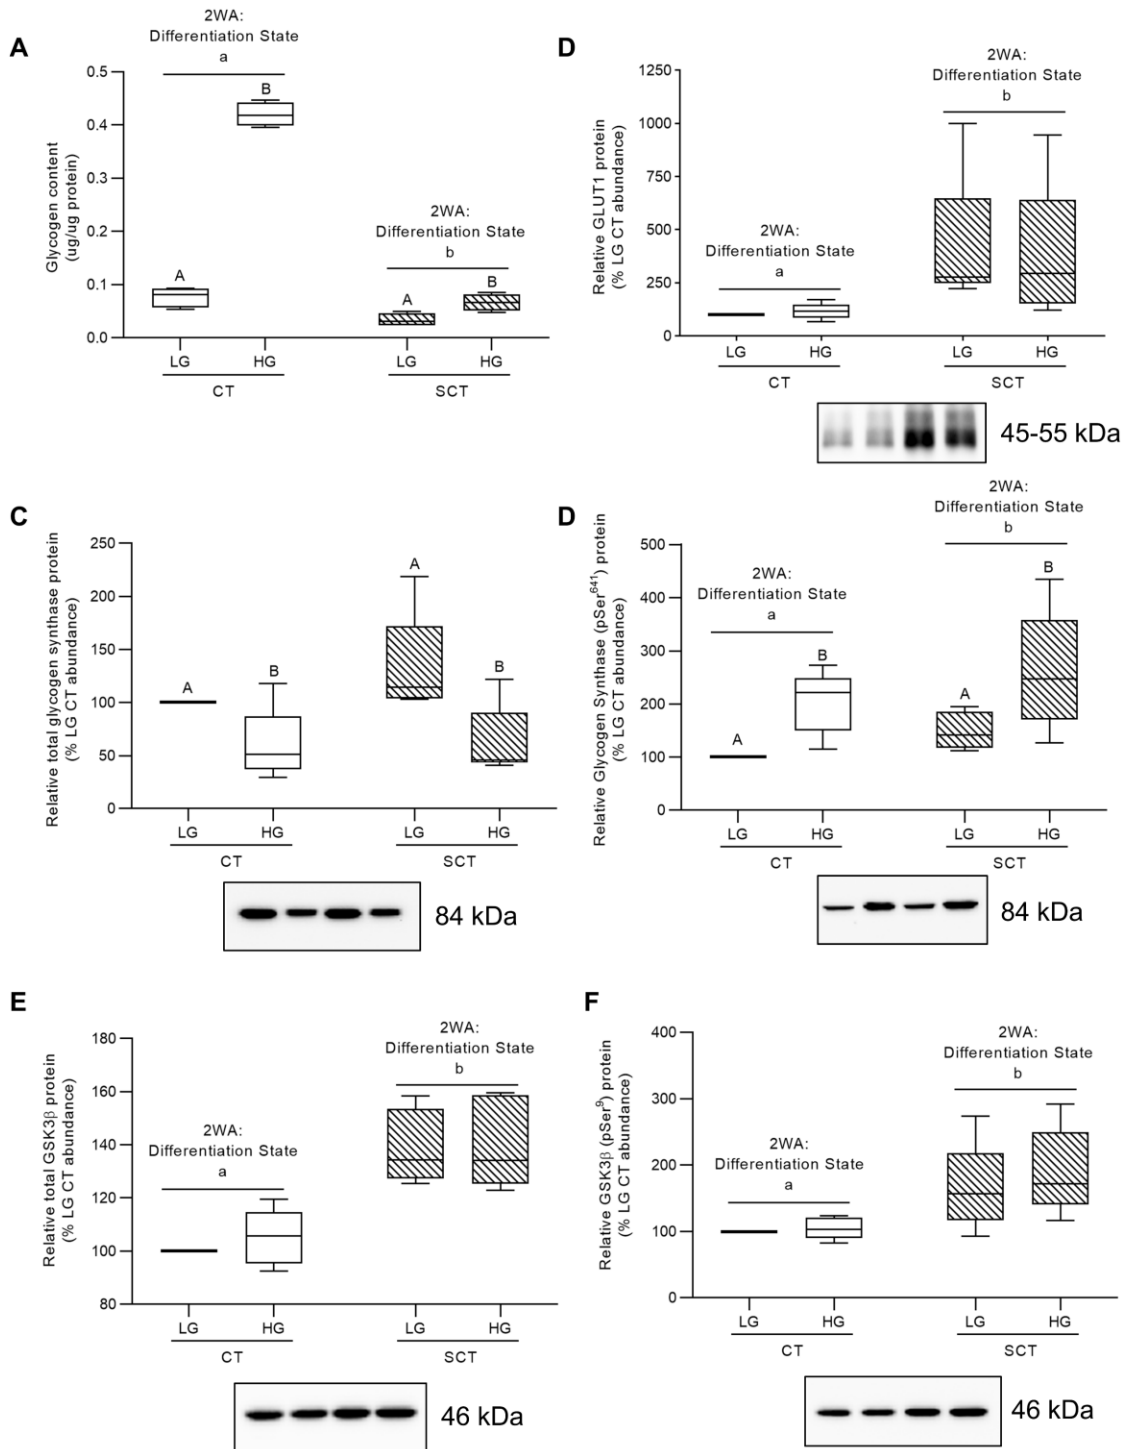 A
2WA:
Differentiation State
a
Glycogen content
(ug/ug protein)
0.5
0.4
0.3
0.2
0.1
0.0
A
B
2WA:
Differentiation State
b
A
B
LG
HG
LG
HG
CT
SCT
D
2WA:
Differentiation State
b
Relative GLUT1 protein
(% LG CT abundance)
1250
1000
750
500
250
0
2WA:
Differentiation State
a
LG
HG
LG
HG
CT
SCT
45-55 kDa
C
Relative total glycogen synthase protein
(% LG CT abundance)
250
200
150
100
50
0
A
B
A
B
LG
HG
LG
HG
CT
SCT
84 kDa
D
2WA:
Differentiation State
b
Relative Glycogen Synthase (pSer⁶⁴¹) protein
(% LG CT abundance)
500
400
300
200
100
0
2WA:
Differentiation State
a
A
B
A
B
LG
HG
LG
HG
CT
SCT
84 kDa
E
2WA:
Differentiation State
b
Relative total GSK3β protein
(% LG CT abundance)
180
160
140
120
100
80
2WA:
Differentiation State
a
LG
HG
LG
HG
CT
SCT
46 kDa
F
2WA:
Differentiation State
b
Relative GSK3β (pSer⁹) protein
(% LG CT abundance)
400
300
200
100
0
2WA:
Differentiation State
a
LG
HG
LG
HG
CT
SCT
46 kDa